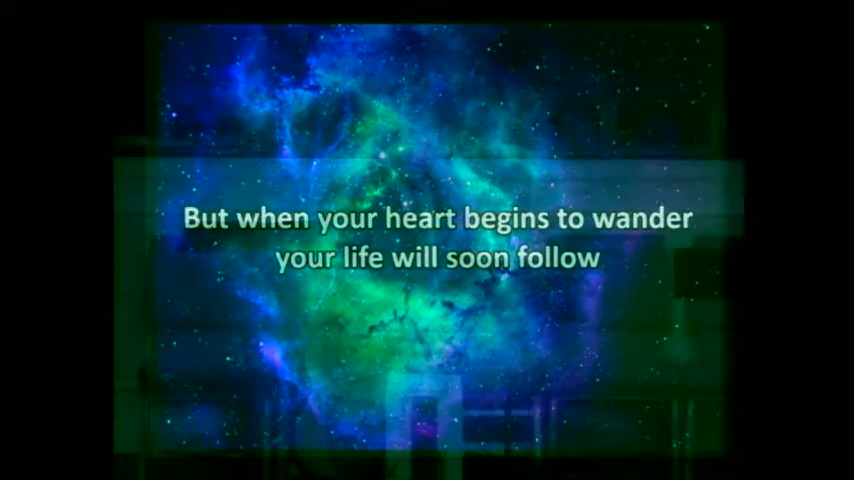 But when your heart begins to wander
your life will soon follow